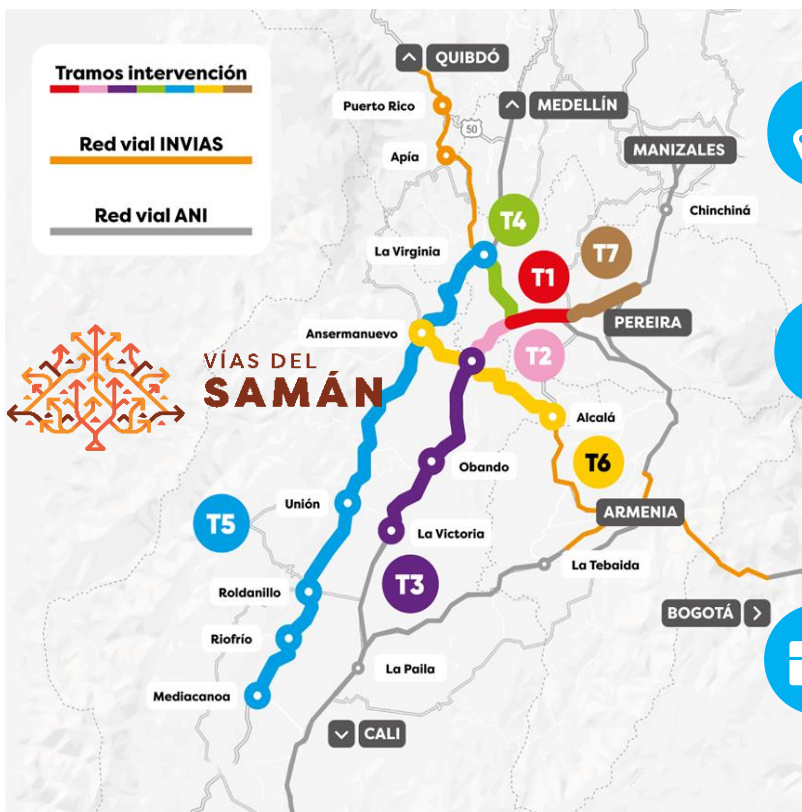 Tramos intervención
Red vial INVIAS
Red vial ANI
QUIBDÓ
Puerto Rico
50
MEDELLÍN
Apía
MANIZALES
Chinchiná
T4
La Virginia
T7
T1
PEREIRA
Ansermanuevo
T2
VÍAS DEL
SAMÁN
Alcalá
T6
Obando
Unión
T5
ARMENIA
La Victoria
La Tebaida
T3
Roldanillo
BOGOTÁ
Riofrío
La Paila
Mediacanoa
CALI